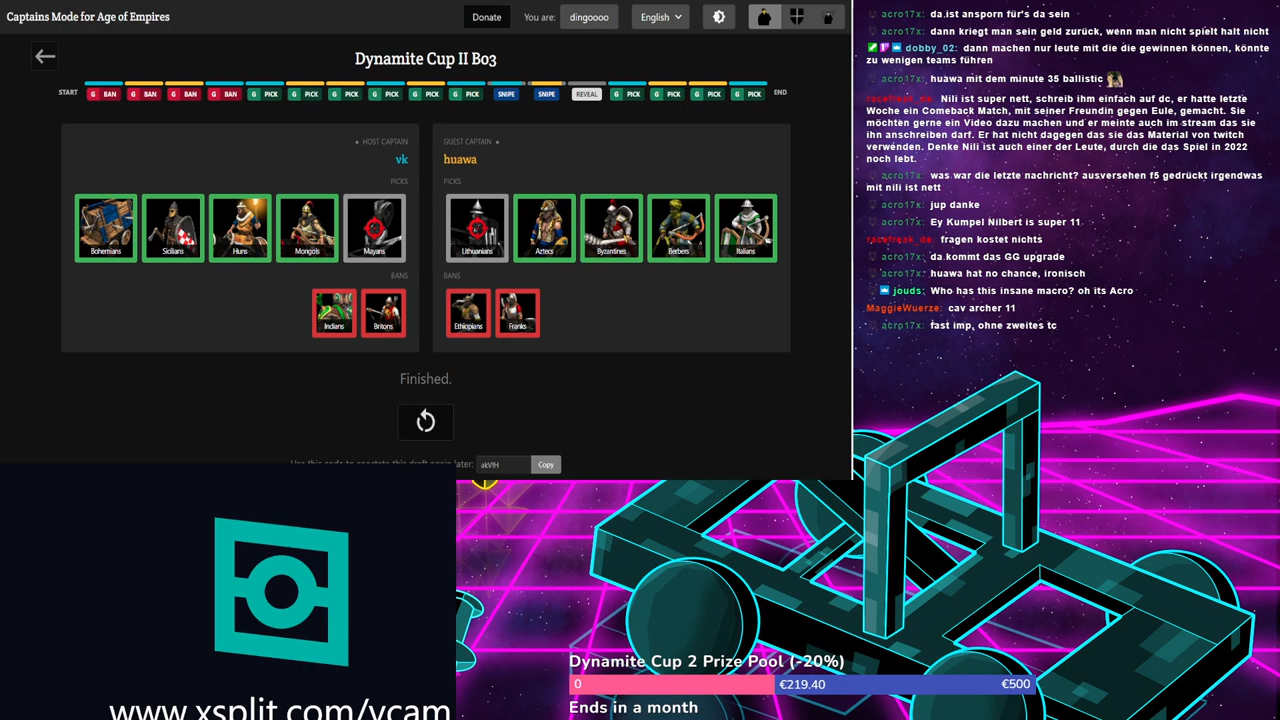 Captains Mode for Age of Empires
Donate
You are:
dingoooo
English
Dynamite Cup II Bo3
START
G BAN
G BAN
G BAN
G BAN
G PICK
G PICK
G PICK
G PICK
G PICK
G PICK
SNIPE
SNIPE
REVEAL
G PICK
G PICK
G PICK
G PICK
END
HOST CAPTAIN
vk
PICKS
Bohemians
Sicilians
Huns
Mongols
Mayans
BANS
Indians
Britons
GUEST CAPTAIN
huawa
PICKS
Lithuanians
Aztecs
Byzantines
Berbers
Italians
BANS
Ethiopians
Franks
Finished.
Use this code to spectate this draft again later:
akVfH
Copy
acro17x: da ist ansporn für's da sein
acro17x: dann kriegt man sein geld zurück, wenn man nicht spielt halt nicht
dobby_02: dann machen nur leute mit die die gewinnen können, könnte
zu wenigen teams führen
acro17x: huawa mit dem minute 35 ballistic
racefreak_de: Nili ist super nett, schreib ihm einfach auf dc, er hatte letzte
Woche ein Comeback Match, mit seiner Freundin gegen Eule, gemacht. Sie
möchten gerne ein Video dazu machen und er meinte auch im stream das sie
ihn anschreiben darf. Er hat nicht dagegen das sie das Material von twitch
verwenden. Denke Nili ist auch einer der Leute, durch die das Spiel in 2022
noch lebt.
acro17x: was war die letzte nachricht? ausversehen f5 gedrückt irgendwas
mit nili ist nett
acro17x: jup danke
acro17x: Ey Kumpel Nilbert is super 11
racefreak_de: fragen kostet nichts
acro17x: da kommt das GG upgrade
acro17x: huawa hat no chance, ironisch
jouds: Who has this insane macro? oh its Acro
MaggieWuerze: cav archer 11
acro17x: fast imp, ohne zweites tc
www.xsplit.com/vcam
Dynamite Cup 2 Prize Pool (-20%)
0
€219.40
€500
Ends in a month